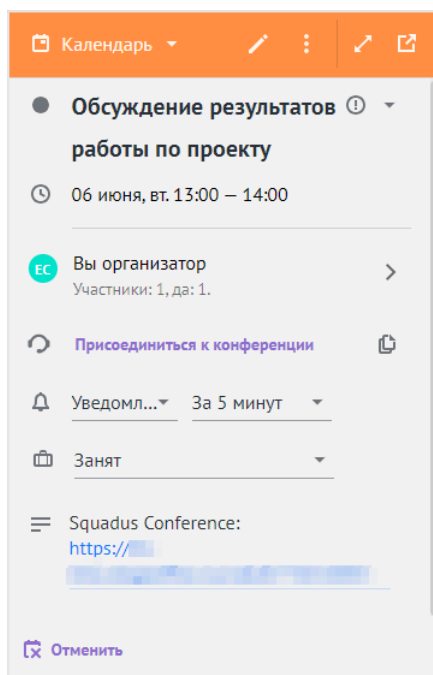 Календарь
Обсуждение результатов
работы по проекту
06 июня, вт. 13:00 — 14:00
ЕС
Вы организатор
Участники: 1, да: 1.
Присоединиться к конференции
Уведомл... За 5 минут
Занят
Squadus Conference:
https://
Отменить